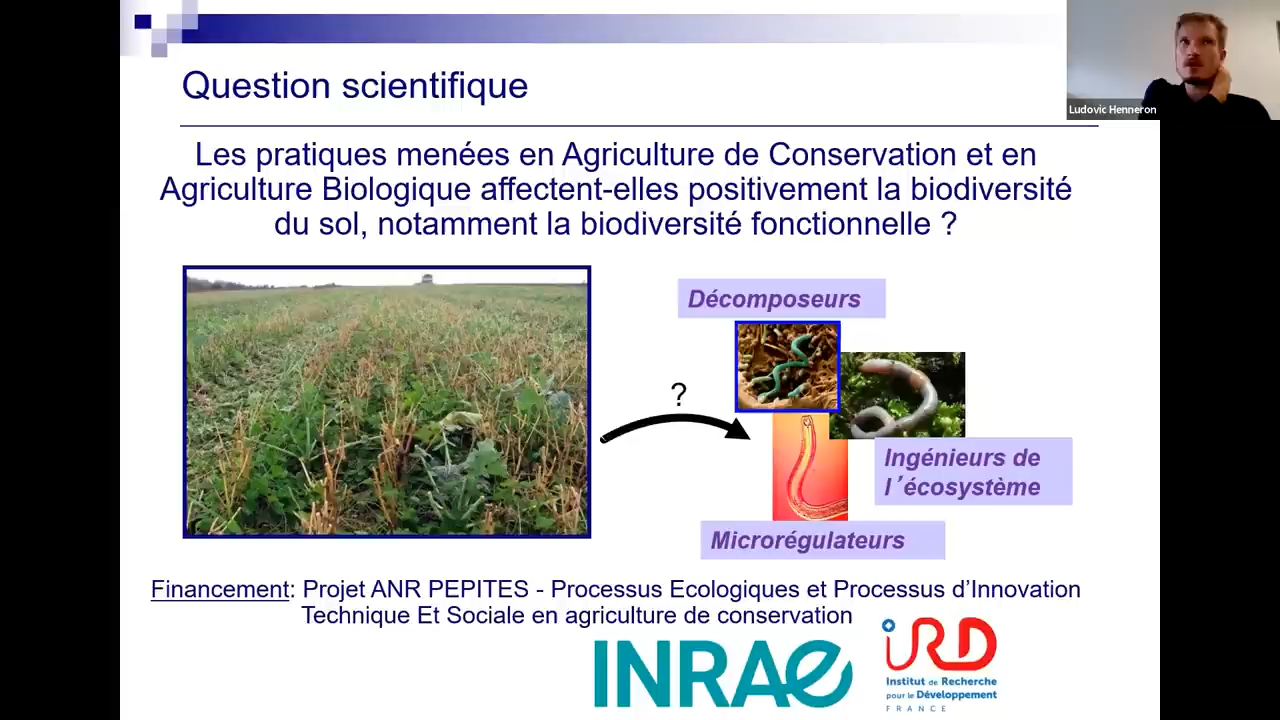 Question scientifique
Ludovic Henneron
Les pratiques menées en Agriculture de Conservation et en
Agriculture Biologique affectent-elles positivement la biodiversité
du sol, notamment la biodiversité fonctionnelle ?
Décomposeurs
?
Ingénieurs de
l´écosystème
Microrégulateurs
Financement: Projet ANR PEPITES - Processus Ecologiques et Processus d’Innovation
Technique Et Sociale en agriculture de conservation
INRAe
iRD
Institut de Recherche
pour le Développement
FRANCE